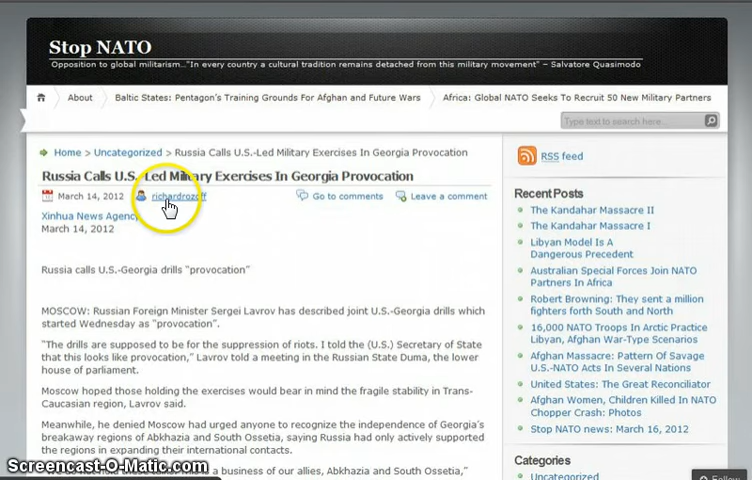 Stop NATO
Opposition to global militarism..."In every country a cultural tradition remains detached from this military movement" – Salvatore Quasimodo
About
Baltic States: Pentagon's Training Grounds For Afghan and Future Wars
Africa: Global NATO Seeks To Recruit 50 New Military Partners
Type text to search here...
Home > Uncategorized > Russia Calls U.S.-Led Military Exercises In Georgia Provocation
Russia Calls U.S.-Led Military Exercises In Georgia Provocation
March 14, 2012
richardrozoff
Go to comments
Leave a comment
Xinhua News Agency
March 14, 2012
Russia calls U.S.-Georgia drills "provocation"
MOSCOW: Russian Foreign Minister Sergei Lavrov has described joint U.S.-Georgia drills which
started Wednesday as "provocation".
"The drills are supposed to be for the suppression of riots. I told the (U.S.) Secretary of State
that this looks like provocation," Lavrov told a meeting in the Russian State Duma, the lower
house of parliament.
Moscow hoped those holding the exercises would bear in mind the fragile stability in Trans-
Caucasian region, Lavrov said.
Meanwhile, he denied Moscow had urged anyone to recognize the independence of Georgia's
breakaway regions of Abkhazia and South Ossetia, saying Russia had only actively supported
the regions in expanding their international contacts.
is a business of our allies, Abkhazia and South Ossetia,"
RSS feed
Recent Posts
The Kandahar Massacre II
The Kandahar Massacre I
Libyan Model Is A
Dangerous Precedent
Australian Special Forces Join NATO
Partners In Africa
Robert Browning: They sent a million
fighters forth South and North
16,000 NATO Troops In Arctic Practice
Libyan, Afghan War-Type Scenarios
Afghan Massacre: Pattern Of Savage
U.S.-NATO Acts In Several Nations
United States: The Great Reconciliator
Afghan Women, Children Killed In NATO
Chopper Crash: Photos
Stop NATO news: March 16, 2012
Categories
Uncategorized
Follow
Screencast-O-Matic.com